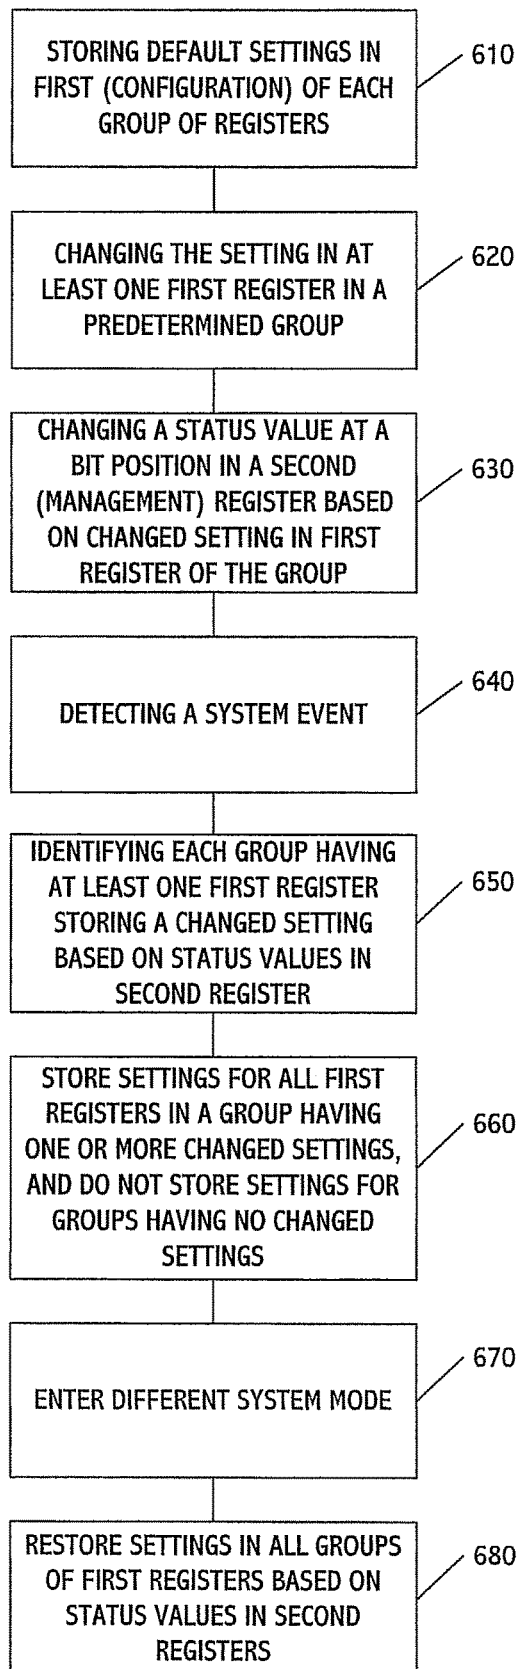 STORING DEFAULT SETTINGS IN
FIRST (CONFIGURATION) OF EACH
GROUP OF REGISTERS
610
CHANGING THE SETTING IN AT
LEAST ONE FIRST REGISTER IN A
PREDETERMINED GROUP
620
CHANGING A STATUS VALUE AT A
BIT POSITION IN A SECOND
(MANAGEMENT) REGISTER BASED
ON CHANGED SETTING IN FIRST
REGISTER OF THE GROUP
630
DETECTING A SYSTEM EVENT
640
IDENTIFYING EACH GROUP HAVING
AT LEAST ONE FIRST REGISTER
STORING A CHANGED SETTING
BASED ON STATUS VALUES IN
SECOND REGISTER
650
STORE SETTINGS FOR ALL FIRST
REGISTERS IN A GROUP HAVING
ONE OR MORE CHANGED SETTINGS,
AND DO NOT STORE SETTINGS FOR
GROUPS HAVING NO CHANGED
SETTINGS
660
ENTER DIFFERENT SYSTEM MODE
670
RESTORE SETTINGS IN ALL GROUPS
OF FIRST REGISTERS BASED ON
STATUS VALUES IN SECOND
REGISTERS
680